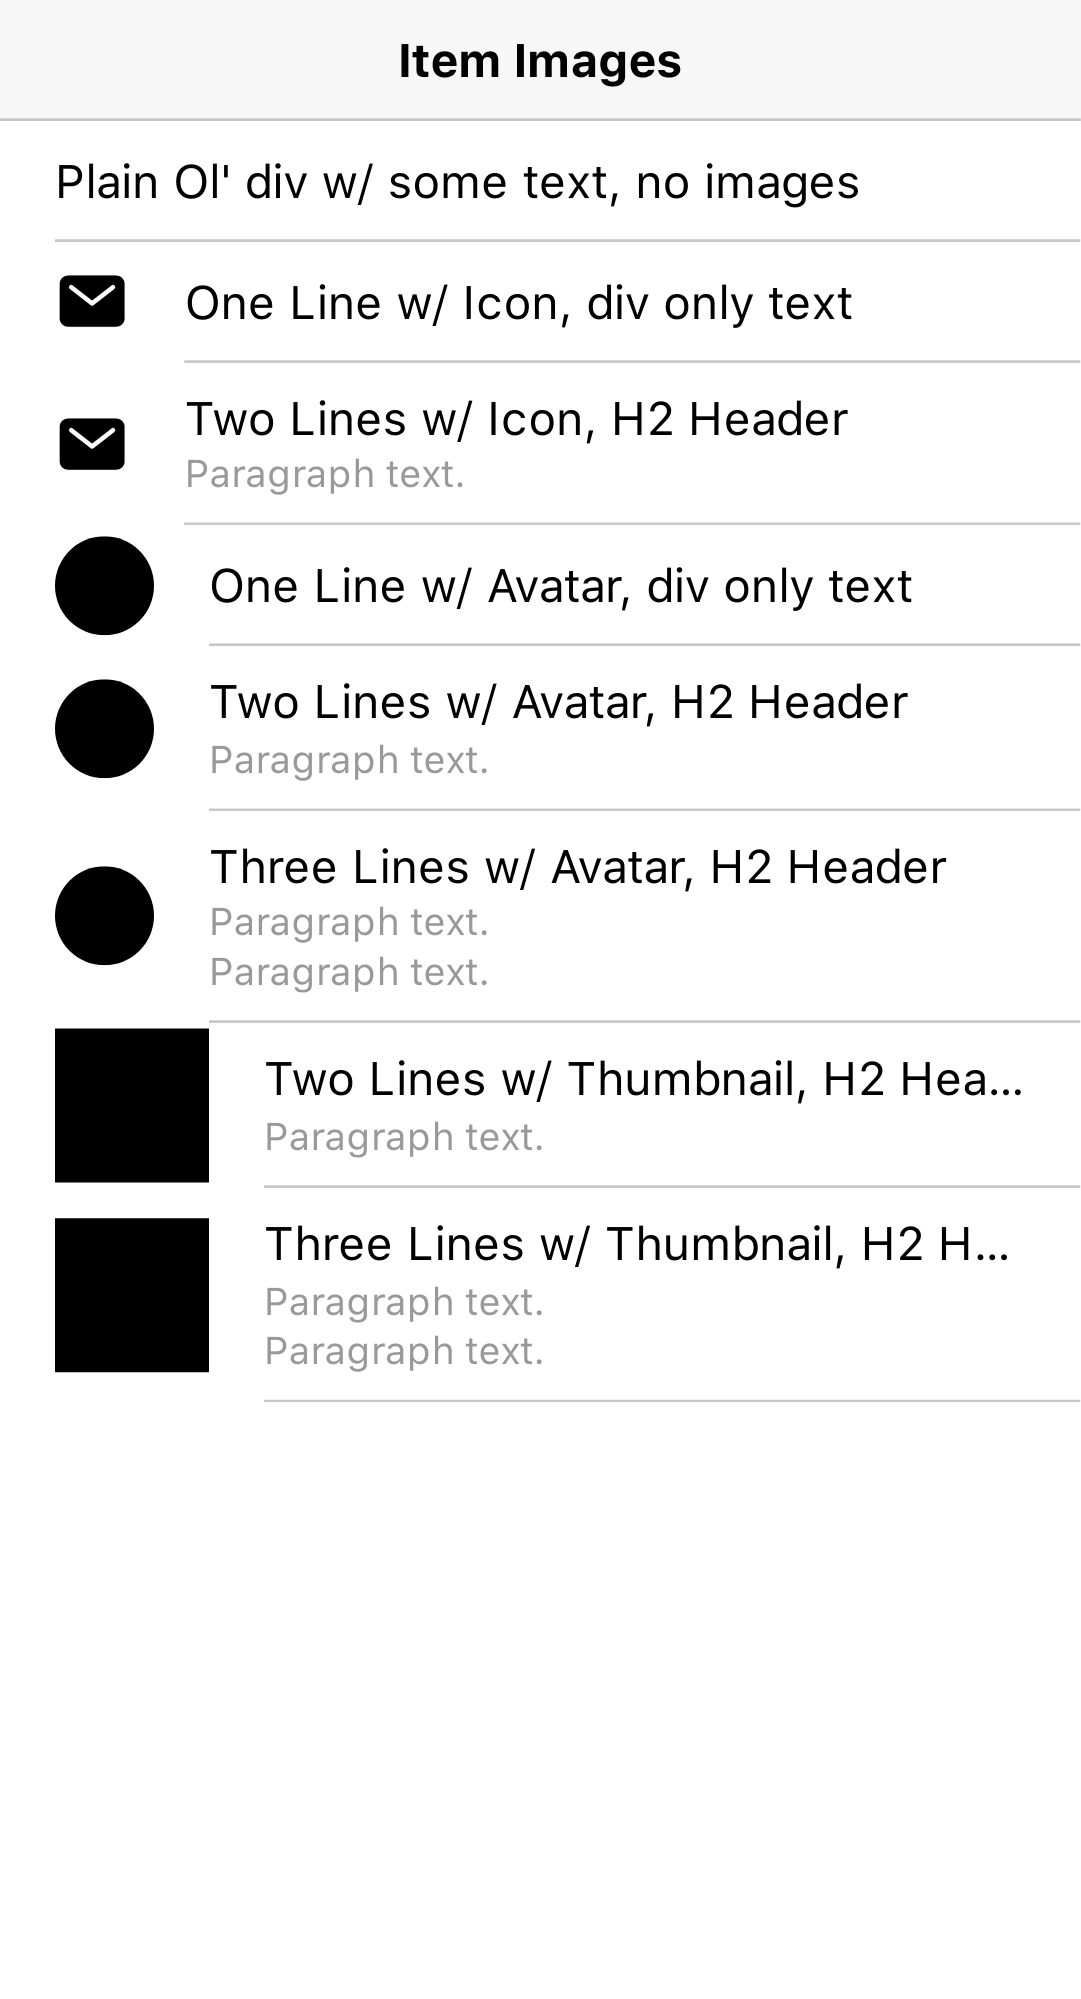 Item Images
Plain Ol' div w/ some text, no images
One Line w/ Icon, div only text
Two Lines w/ Icon, H2 Header
Paragraph text.
One Line w/ Avatar, div only text
Two Lines w/ Avatar, H2 Header
Paragraph text.
Three Lines w/ Avatar, H2 Header
Paragraph text.
Paragraph text.
Two Lines w/ Thumbnail, H2 Hea...
Paragraph text.
Three Lines w/ Thumbnail, H2 H...
Paragraph text.
Paragraph text.